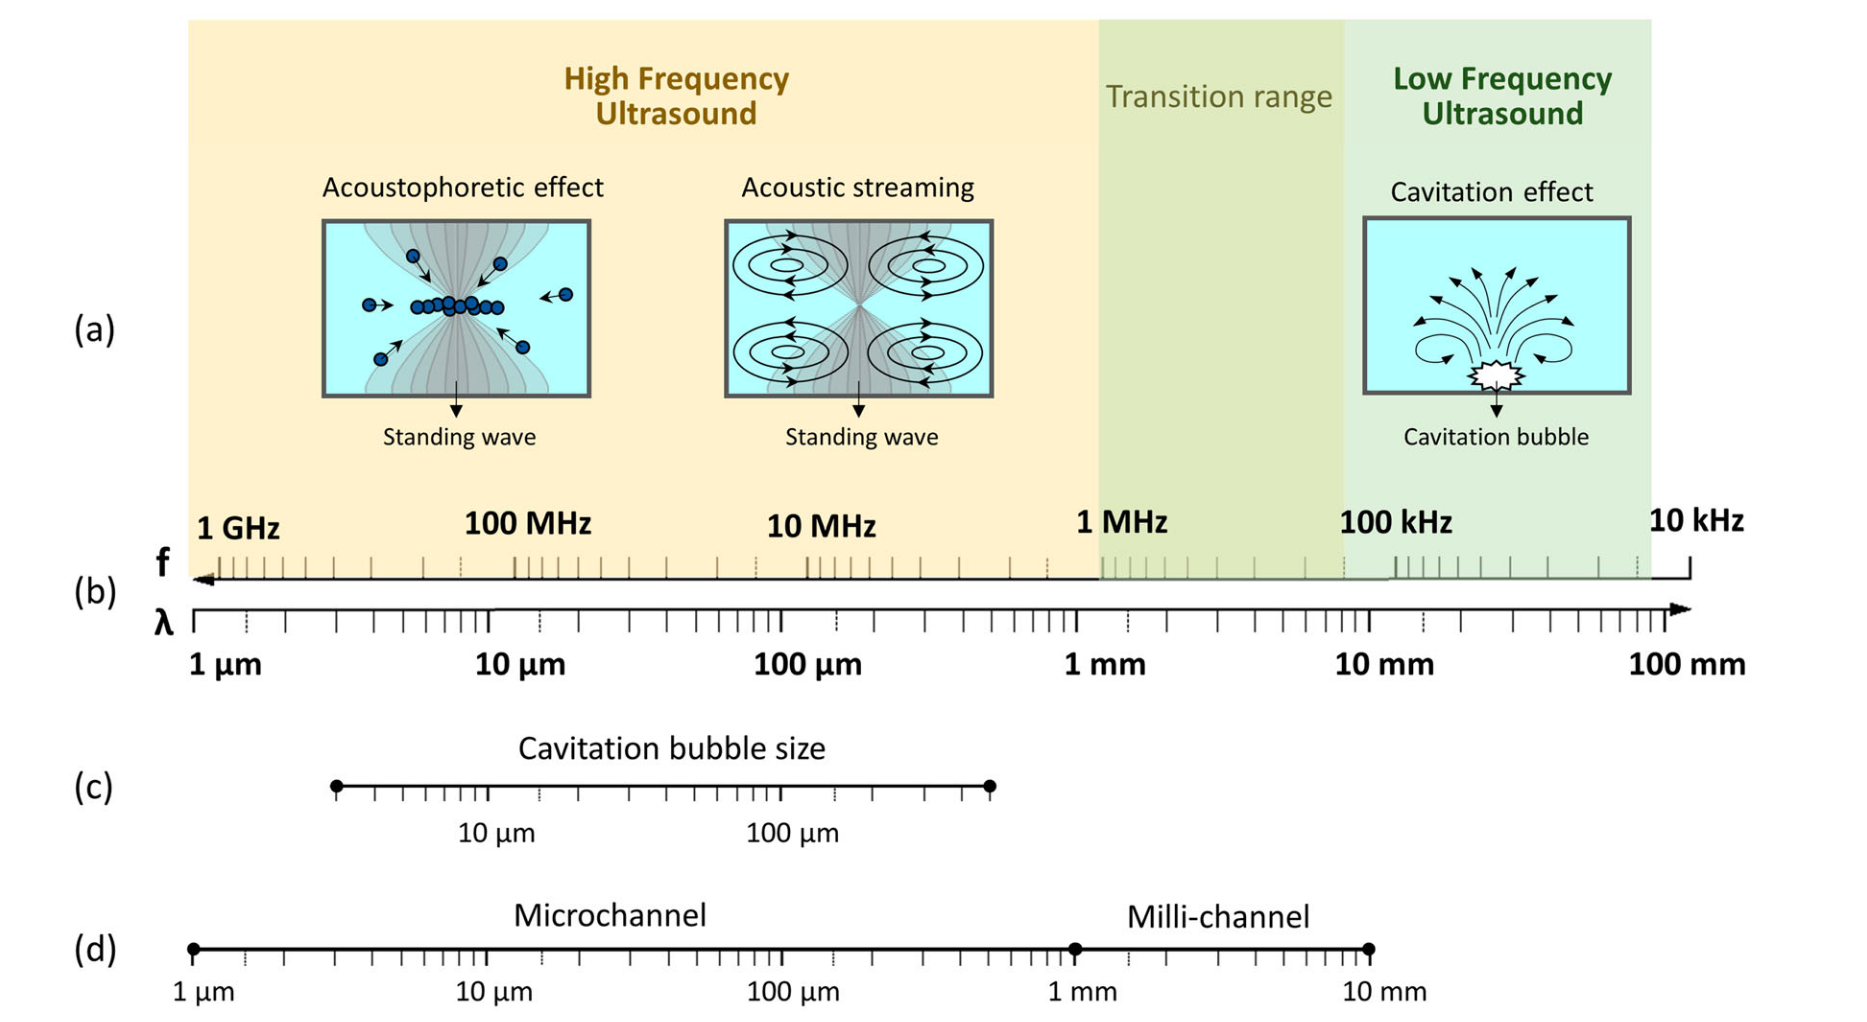 High Frequency
Ultrasound
Transition range
Low Frequency
Ultrasound
Acoustophoretic effect
Acoustic streaming
Cavitation effect
(a)
Standing wave
Standing wave
Cavitation bubble
1 GHz
100 MHz
10 MHz
1 MHz
100 kHz
10 kHz
f
(b)
λ
1 µm
10 µm
100 µm
1 mm
10 mm
100 mm
Cavitation bubble size
(c)
10 µm
100 µm
Microchannel
Milli-channel
(d)
1 µm
10 µm
100 µm
1 mm
10 mm